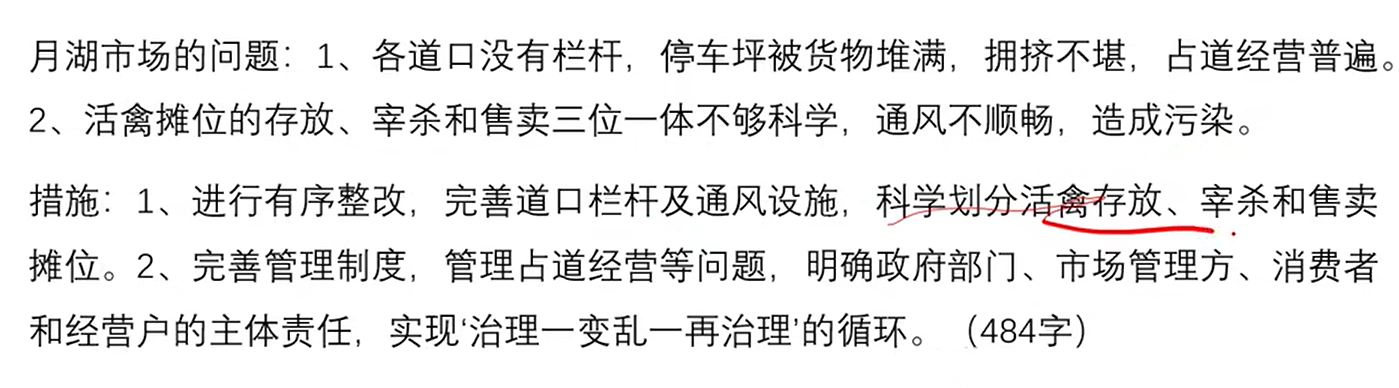 月湖市场的问题：1、各道口没有栏杆，停车坪被货物堆满，拥挤不堪，占道经营普遍。
2、活禽摊位的存放、宰杀和售卖三位一体不够科学，通风不顺畅，造成污染。
措施：1、进行有序整改，完善道口栏杆及通风设施，科学划分活禽存放、宰杀和售卖
摊位。2、完善管理制度，管理占道经营等问题，明确政府部门、市场管理方、消费者
和经营户的主体责任，实现‘治理一变乱一再治理’的循环。（484字）